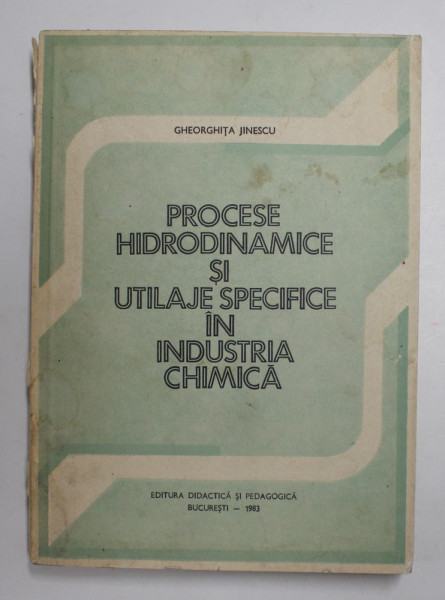 GHEORGHIȚA JINESCU
PROCESE
HIDRODINAMICE
ȘI
UTILAJE SPECIFICE
ÎN
INDUSTRIA
CHIMICĂ
EDITURA DIDACTICĂ ȘI PEDAGOGICĂ
BUCUREȘTI – 1983